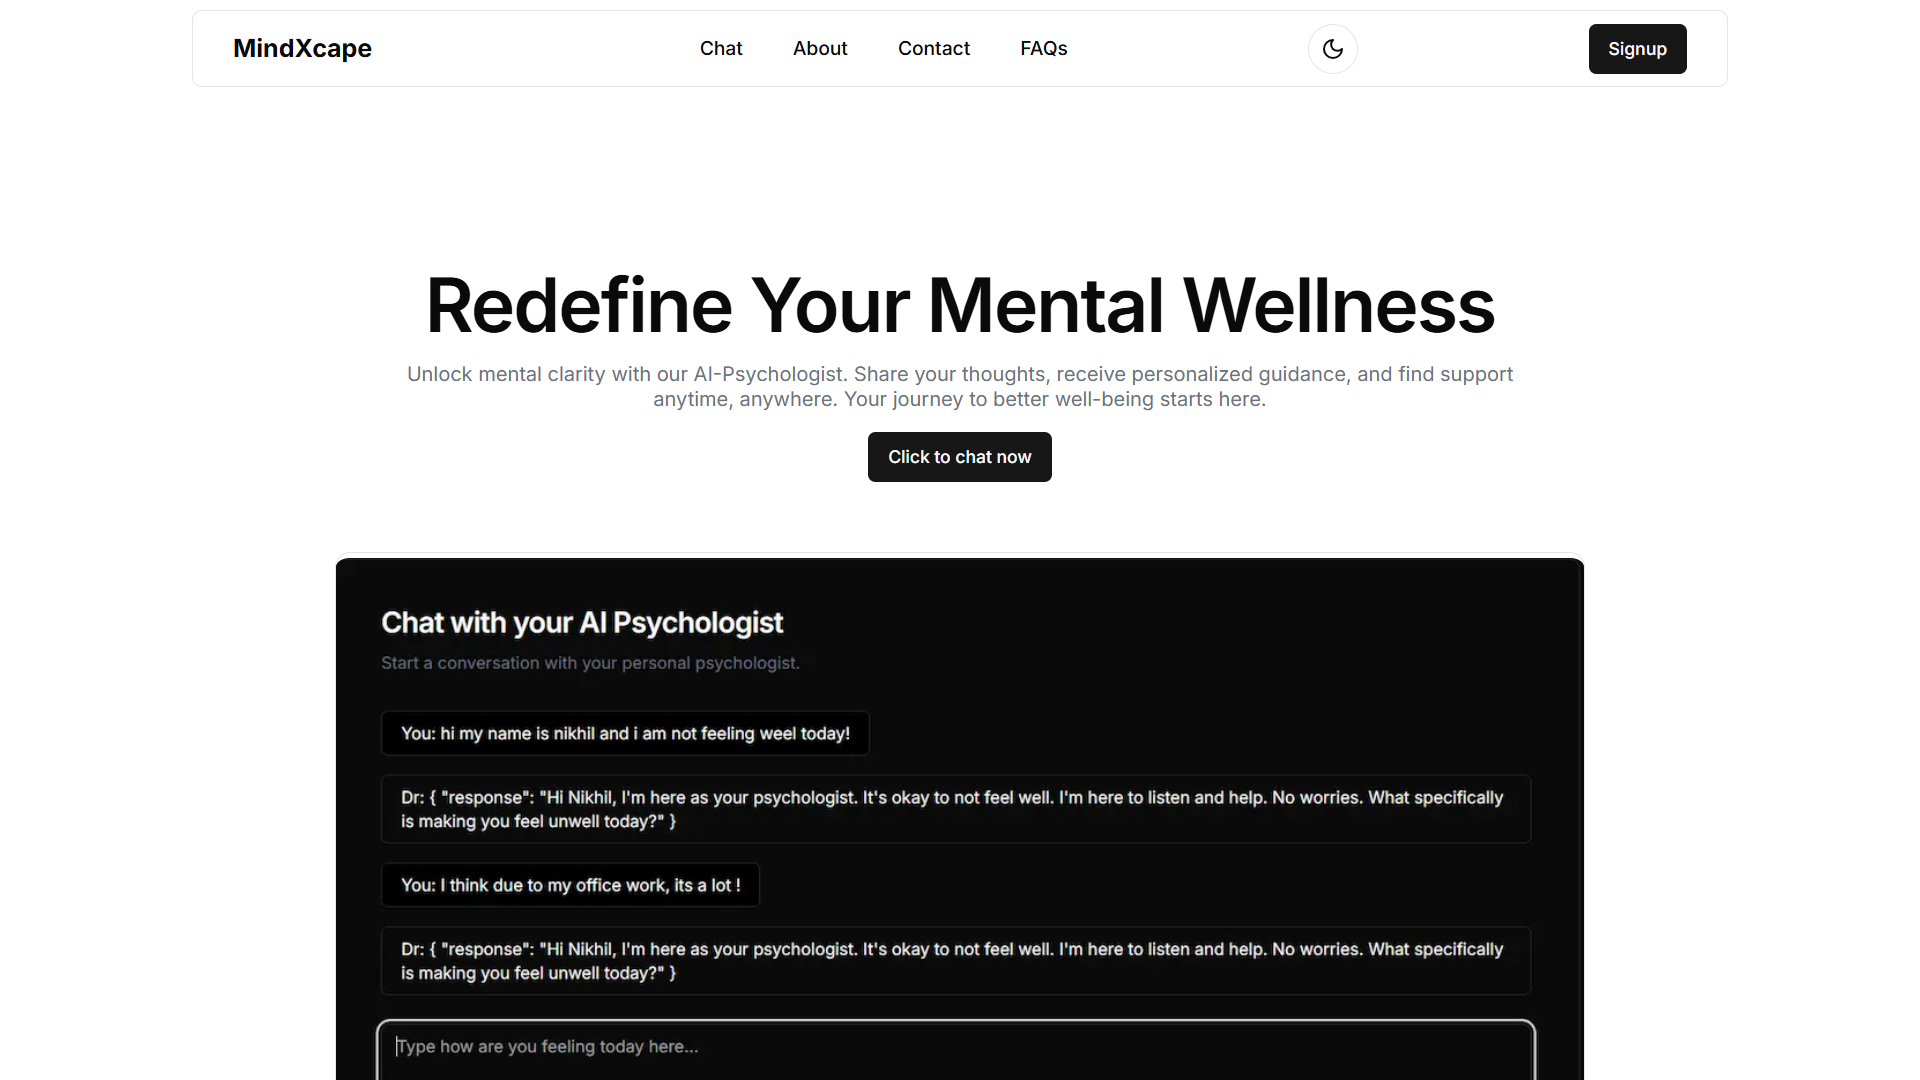 MindXcape
Chat
About
Contact
FAQs
Signup
Redefine Your Mental Wellness
Unlock mental clarity with our AI-Psychologist. Share your thoughts, receive personalized guidance, and find support
anytime, anywhere. Your journey to better well-being starts here.
Click to chat now
Chat with your AI Psychologist
Start a conversation with your personal psychologist.
You: hi my name is nikhil and i am not feeling weel today!
Dr: { "response": "Hi Nikhil, I'm here as your psychologist. It's okay to not feel well. I'm here to listen and help. No worries. What specifically
is making you feel unwell today?" }
You: I think due to my office work, its a lot !
Dr: { "response": "Hi Nikhil, I'm here as your psychologist. It's okay to not feel well. I'm here to listen and help. No worries. What specifically
is making you feel unwell today?" }
Type how are you feeling today here...